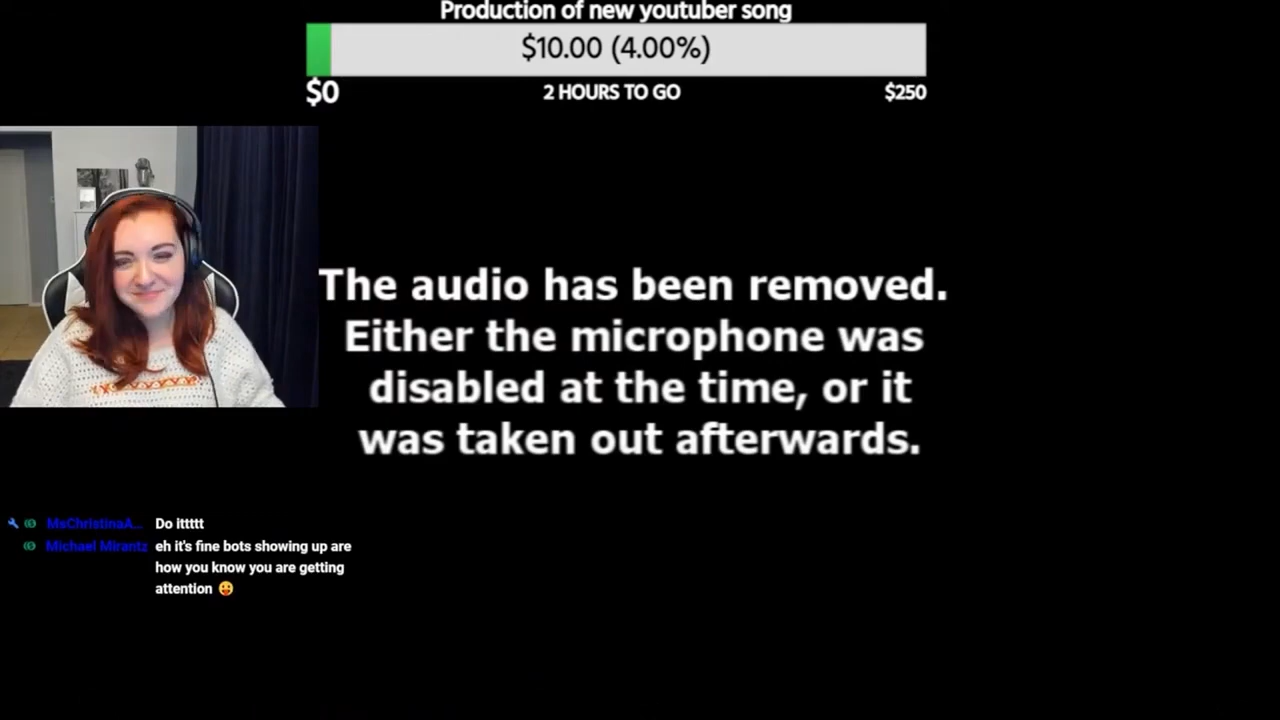 Production of new youtuber song
$10.00 (4.00%)
$0 2 HOURS TO GO $250
The audio has been removed.
Either the microphone was
disabled at the time, or it
was taken out afterwards.
MsChristinaA... Do ittttt
Michael Mirantz eh it's fine bots showing up are
how you know you are getting
attention 😛